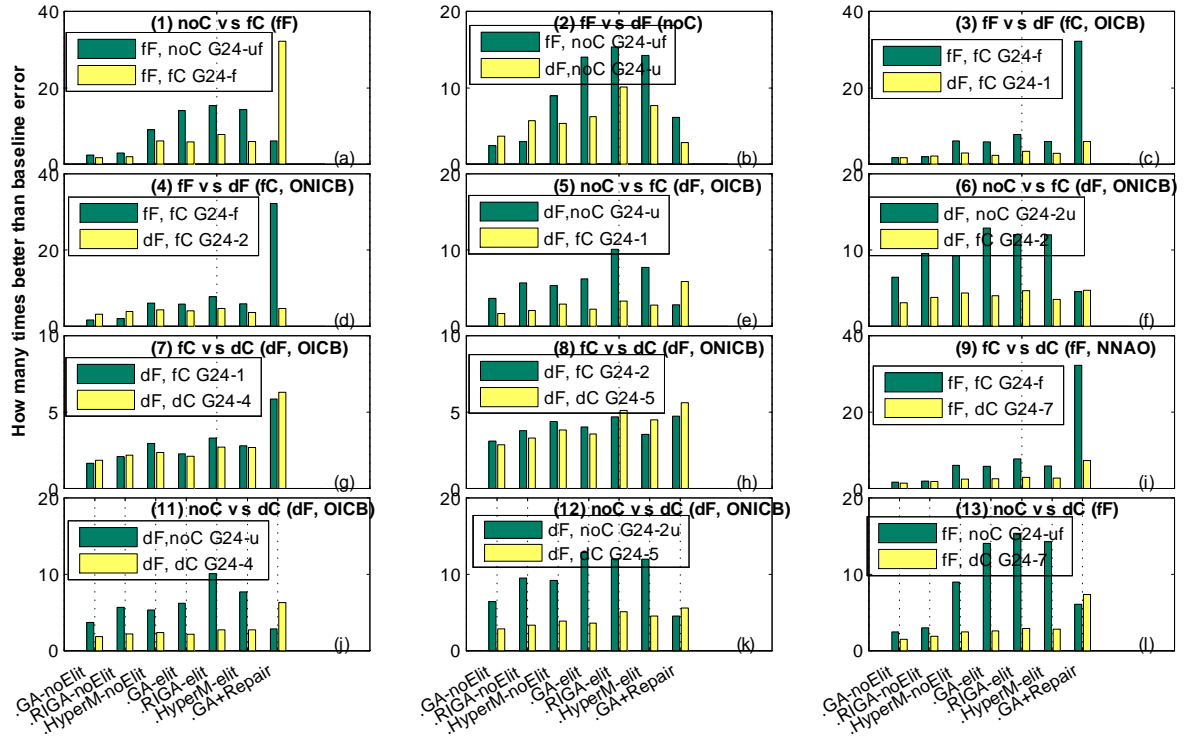 How many times better than baseline error
(1) noC vs fC (fF)
fF, noC G24-uf
fF, fC G24-f
40
20
0
(a)
(2) fF vs dF (noC)
fF, noC G24-uf
dF,noC G24-u
20
10
0
(b)
(3) fF vs dF (fC, OICB)
fF, fC G24-f
dF, fC G24-1
40
20
0
(c)
(4) fF vs dF (fC, ONICB)
fF, fC G24-f
dF, fC G24-2
40
20
0
(d)
(5) noC vs fC (dF, OICB)
dF,noC G24-u
dF, fC G24-1
20
10
0
(e)
(6) noC vs fC (dF, ONICB)
dF, noC G24-2u
dF, fC G24-2
20
10
0
(f)
(7) fC vs dC (dF, OICB)
dF, fC G24-1
dF, dC G24-4
10
5
0
(g)
(8) fC vs dC (dF, ONICB)
dF, fC G24-2
dF, dC G24-5
10
5
0
(h)
(9) fC vs dC (fF, NNAO)
fF, fC G24-f
fF, dC G24-7
40
20
0
(i)
(11) noC vs dC (dF, OICB)
dF,noC G24-u
dF, dC G24-4
20
10
0
(j)
(12) noC vs dC (dF, ONICB)
dF, noC G24-2u
dF, dC G24-5
20
10
0
(k)
(13) noC vs dC (fF)
fF, noC G24-uf
fF, dC G24-7
20
10
0
(l)
.GA-noElit
.RIGA-noElit
.HyperM-noElit
.GA-elit
.RIGA-elit
.HyperM-elit
.GA+Repair
.GA-noElit
.RIGA-noElit
.HyperM-noElit
.GA-elit
.RIGA-elit
.HyperM-elit
.GA+Repair
.GA-noElit
.RIGA-noElit
.HyperM-noElit
.GA-elit
.RIGA-elit
.HyperM-elit
.GA+Repair